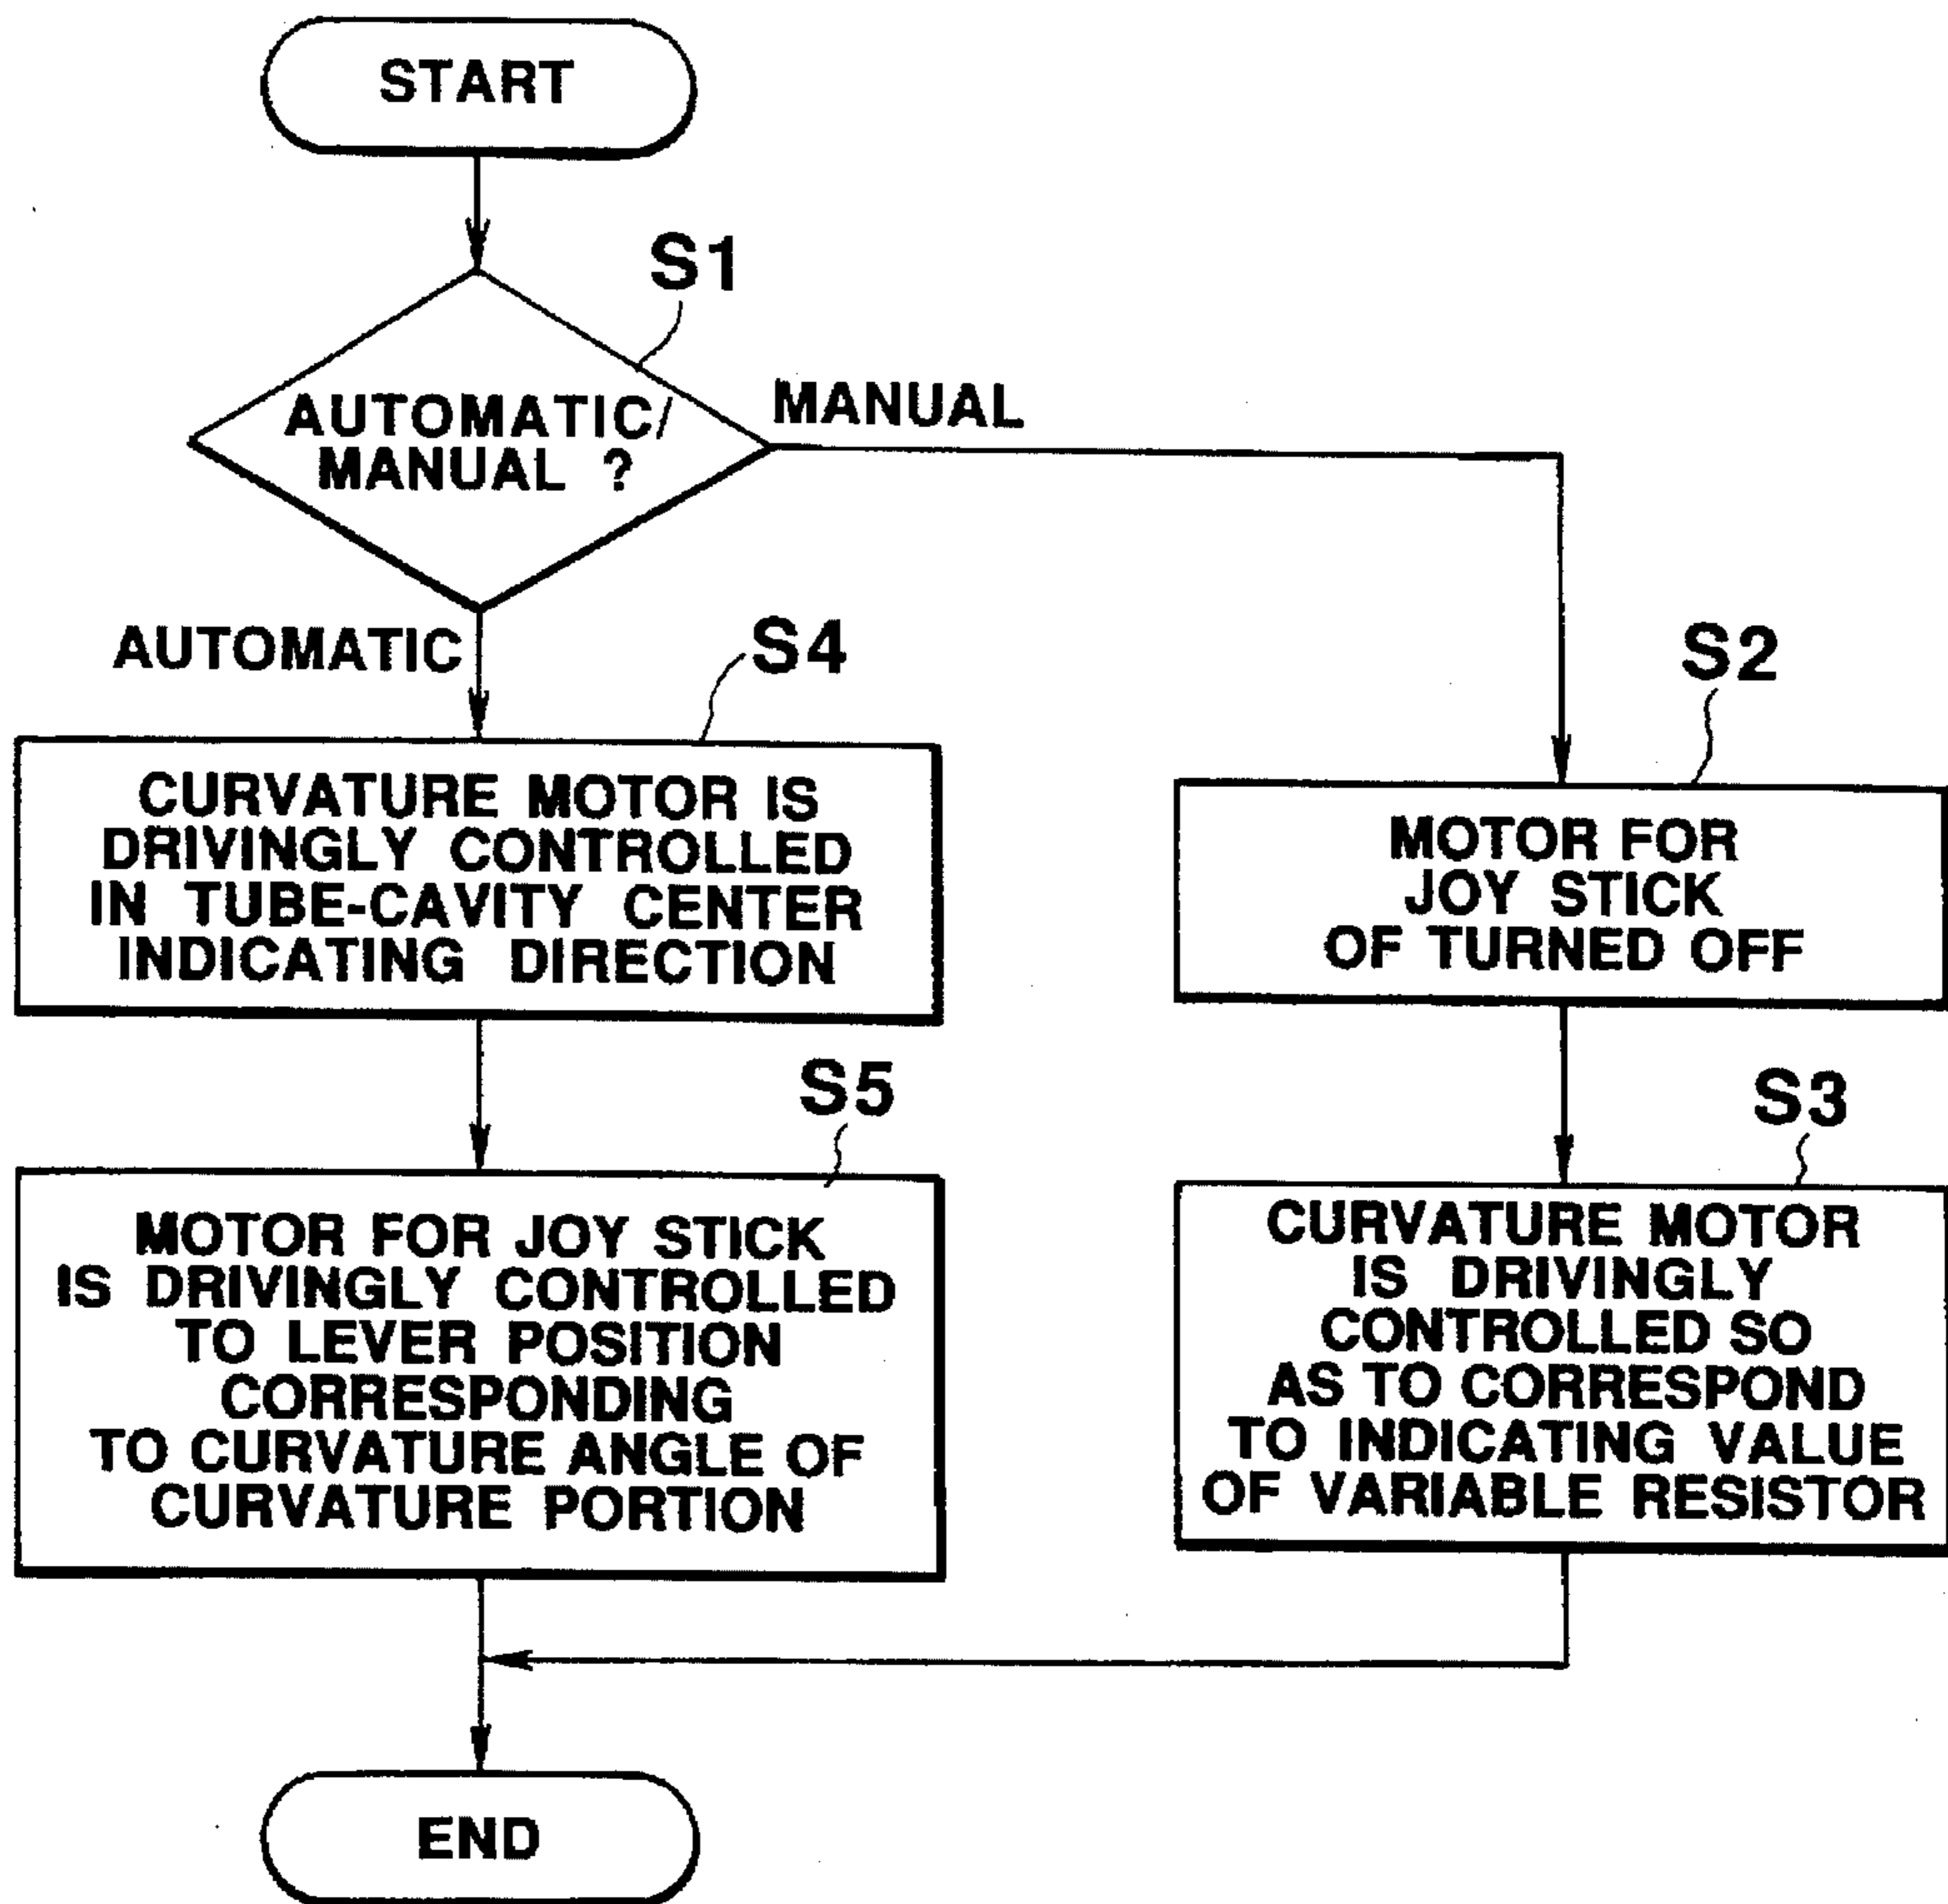 START
S1
AUTOMATIC/
MANUAL ?
MANUAL
AUTOMATIC
S4
CURVATURE MOTOR IS
DRIVINGLY CONTROLLED
IN TUBE-CAVITY CENTER
INDICATING DIRECTION
S2
MOTOR FOR
JOY STICK
OF TURNED OFF
S5
MOTOR FOR JOY STICK
IS DRIVINGLY CONTROLLED
TO LEVER POSITION
CORRESPONDING
TO CURVATURE ANGLE OF
CURVATURE PORTION
S3
CURVATURE MOTOR
IS DRIVINGLY
CONTROLLED SO
AS TO CORRESPOND
TO INDICATING VALUE
OF VARIABLE RESISTOR
END